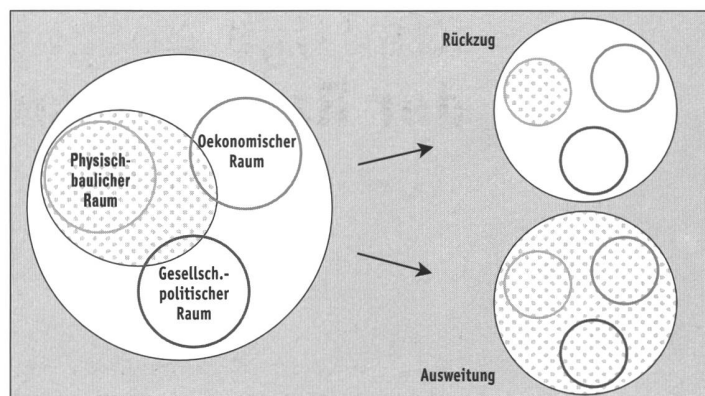 Rückzug
Oekonomischer
Raum
Physisch-
baulicher
Raum
Gesellsch.-
politischer
Raum
Ausweitung